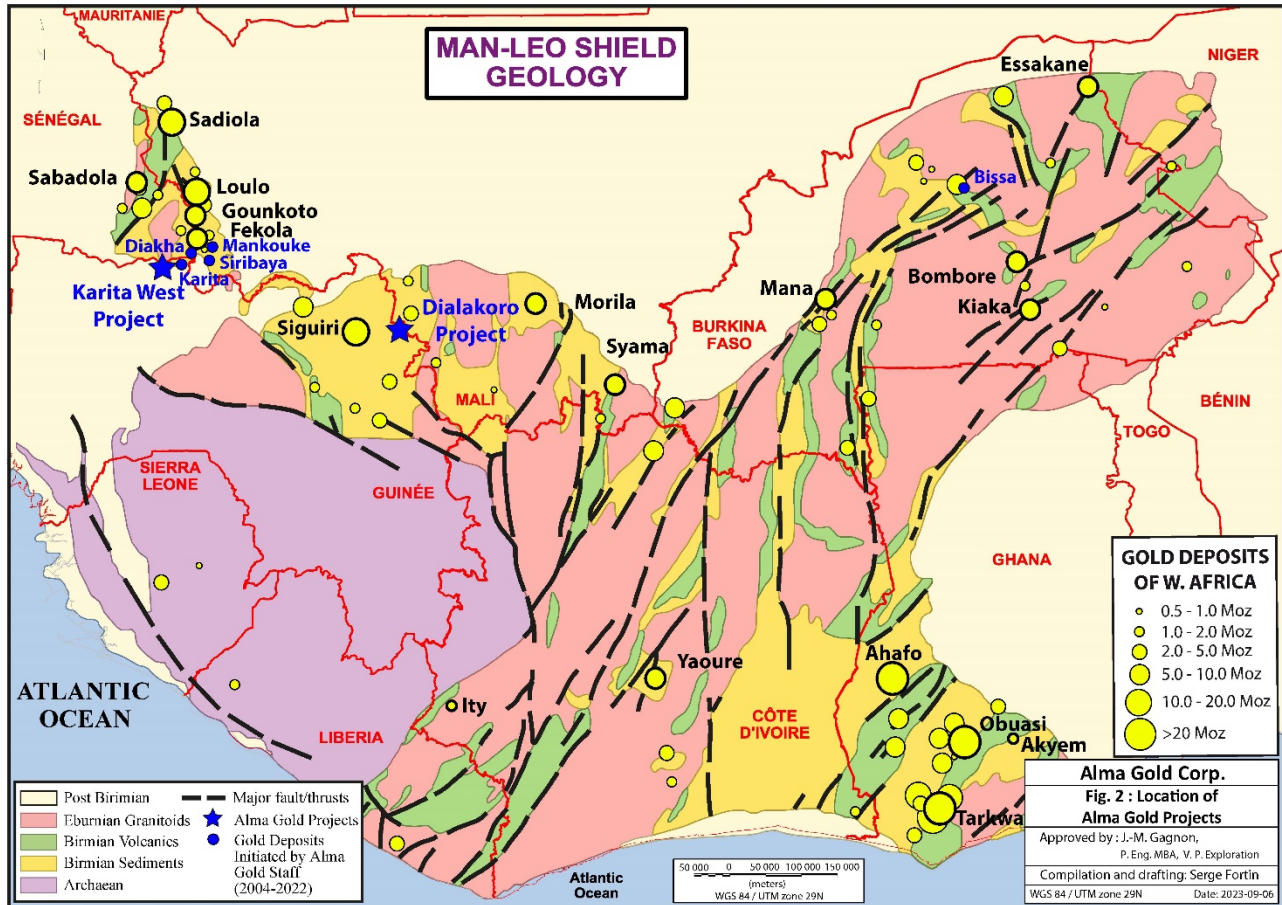 MAURITANIE
MAN-LEO SHIELD
GEOLOGY
NIGER
Essakane
SÉNÉGAL
Sadiola
Sabadola
Loulo
Gounkoto
Fekola
Diakha
Mankouke
Siribaya
Karita
Karita West
Project
Bissa
Bombore
Kiaka
Mana
Morila
Dialakoro
Project
Siguiri
Syama
BURKINA
FASO
MALI
BÉNIN
TOGO
SIERRA
LEONE
GUINÉE
GHANA
GOLD DEPOSITS
OF W. AFRICA
0.5 - 1.0 Moz
1.0 - 2.0 Moz
2.0 - 5.0 Moz
5.0 - 10.0 Moz
10.0 - 20.0 Moz
>20 Moz
Ahafo
Yaoure
ATLANTIC
OCEAN
Ity
LIBERIA
CÔTE
D'IVOIRE
Obuasi
Akyem
Tarkwa
Post Birimian
Eburnian Granitoids
Birmian Volcanics
Birmian Sediments
Archaean
Major fault/thrusts
Alma Gold Projects
Gold Deposits
Initiated by Alma
Gold Staff
(2004-2022)
Atlantic
Ocean
50 000 0 50 000 100 000 150 000
(meters)
WGS 84 / UTM zone 29N
Alma Gold Corp.
Fig. 2 : Location of
Alma Gold Projects
Approved by : J.-M. Gagnon,
P. Eng. MBA, V. P. Exploration
Compilation and drafting: Serge Fortin
WGS 84 / UTM zone 29N Date: 2023-09-06